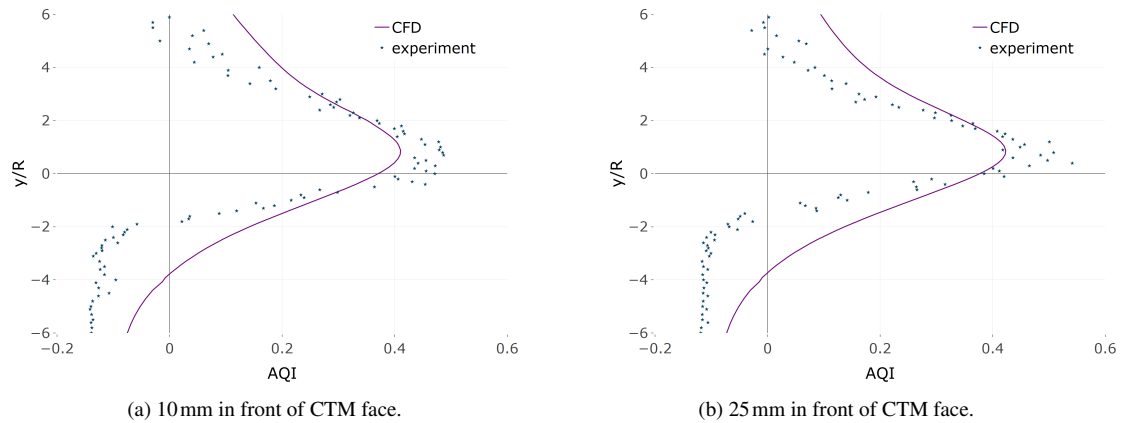 6
4
2
0
−2
−4
−6
y/R
−0.2 0 0.2 0.4 0.6
AQI
CFD
experiment
(a) 10 mm in front of CTM face.
6
4
2
0
−2
−4
−6
y/R
−0.2 0 0.2 0.4 0.6
AQI
CFD
experiment
(b) 25 mm in front of CTM face.